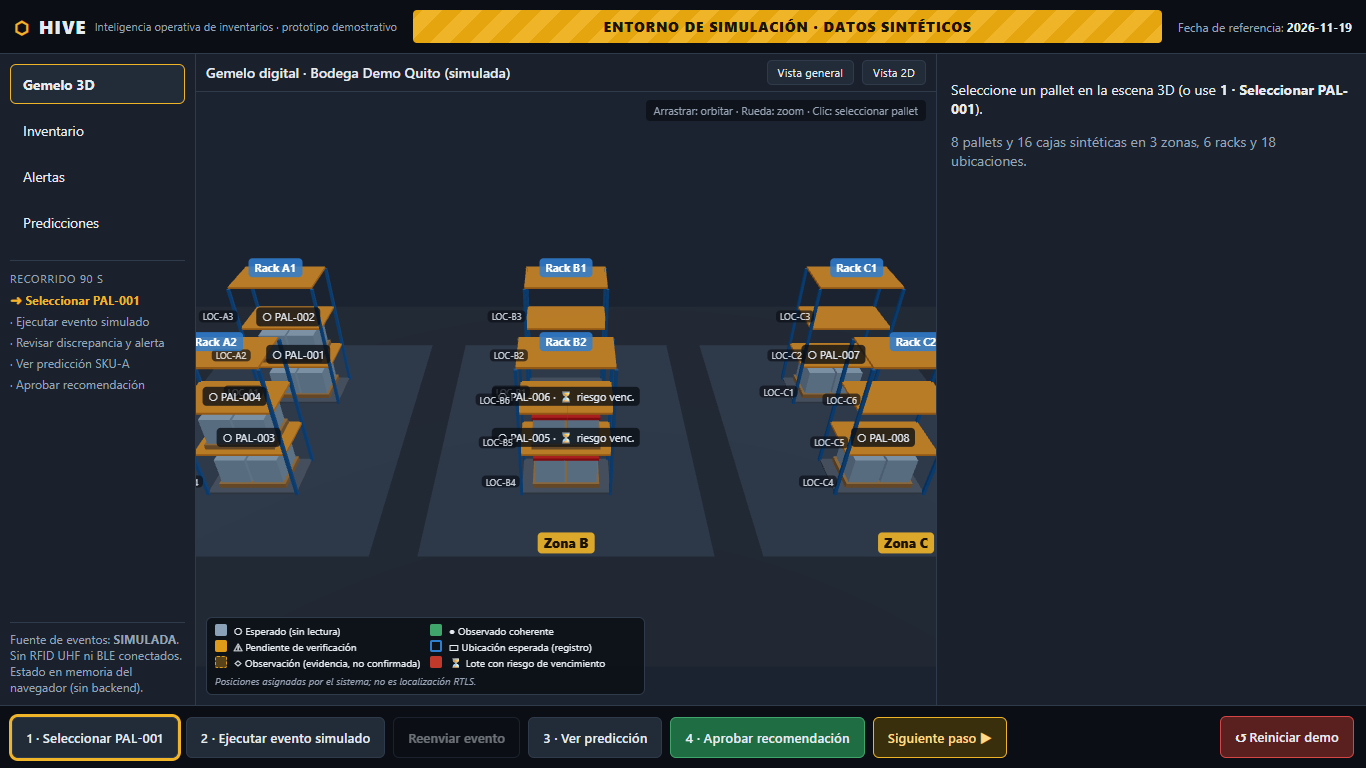 HIVE Inteligencia operativa de inventarios · prototipo demostrativo
ENTORNO DE SIMULACIÓN · DATOS SINTÉTICOS
Fecha de referencia: 2026-11-19
Gemelo 3D
Inventario
Alertas
Predicciones
RECORRIDO 90 S
➜ Seleccionar PAL-001
· Ejecutar evento simulado
· Revisar discrepancia y alerta
· Ver predicción SKU-A
· Aprobar recomendación
Fuente de eventos: SIMULADA.
Sin RFID UHF ni BLE conectados.
Estado en memoria del
navegador (sin backend).
Gemelo digital · Bodega Demo Quito (simulada)
Vista general
Vista 2D
Arrastrar: orbitar · Rueda: zoom · Clic: seleccionar pallet
Rack A1
Rack B1
Rack C1
LOC-A3
○ PAL-002
LOC-B3
LOC-C3
Rack A2
Rack B2
Rack C2
LOC-A2
○ PAL-001
LOC-B2
LOC-C2
○ PAL-007
LOC-C1
○ PAL-004
LOC-B6
PAL-006 · ⏳ riesgo venc.
LOC-C6
○ PAL-003
LOC-B5
PAL-005 · ⏳ riesgo venc.
LOC-C5
○ PAL-008
LOC-B4
LOC-C4
Zona B
Zona C
○ Esperado (sin lectura)
● Observado coherente
⚠ Pendiente de verificación
▭ Ubicación esperada (registro)
◇ Observación (evidencia, no confirmada)
⏳ Lote con riesgo de vencimiento
Posiciones asignadas por el sistema; no es localización RTLS.
Seleccione un pallet en la escena 3D (o use 1 · Seleccionar PAL-
001).
8 pallets y 16 cajas sintéticas en 3 zonas, 6 racks y 18
ubicaciones.
1 · Seleccionar PAL-001
2 · Ejecutar evento simulado
Reenviar evento
3 · Ver predicción
4 · Aprobar recomendación
Siguiente paso ▶
↺ Reiniciar demo